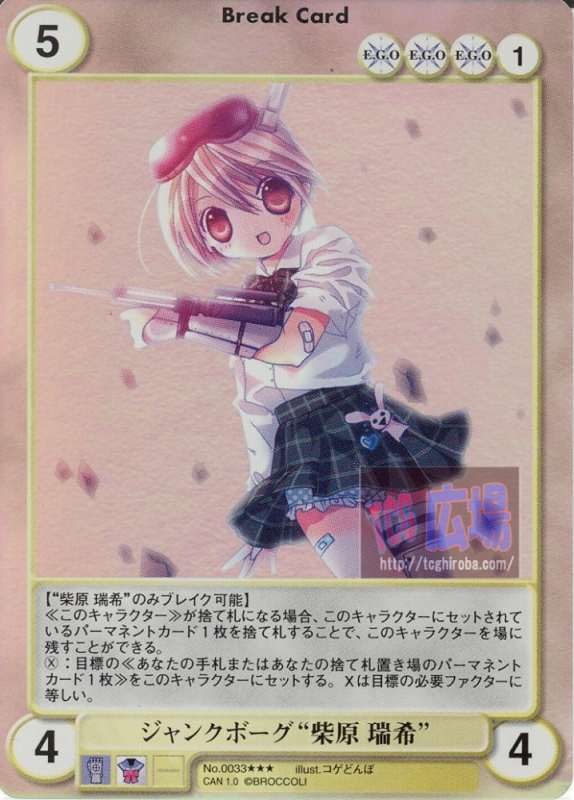 Break Card
5
E.G.O E.G.O E.G.O 1
TCG広場
http://tcghiroba.com/
【“柴原 瑞希”のみブレイク可能】
≪このキャラクター≫が捨て札になる場合、このキャラクターにセットされて
いるパーマネントカード1枚を捨て札することで、このキャラクターを場に
残すことができる。
Ⓧ：目標の≪あなたの手札またはあなたの捨て札置き場のパーマネント
カード1枚≫をこのキャラクターにセットする。Xは目標の必要ファクターに
等しい。
ジャンクボーグ“柴原 瑞希”
4
4
No.0033★★★ illust.コゲどんぼ
CAN 1.0 ©BROCCOLI